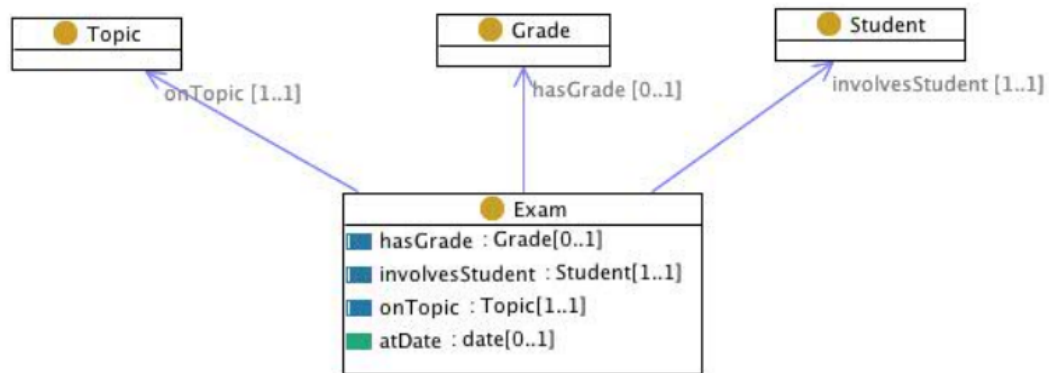 Topic
Grade
Student
onTopic [1..1]
hasGrade [0..1]
involvesStudent [1..1]
Exam
hasGrade : Grade[0..1]
involvesStudent : Student[1..1]
onTopic : Topic[1..1]
atDate : date[0..1]